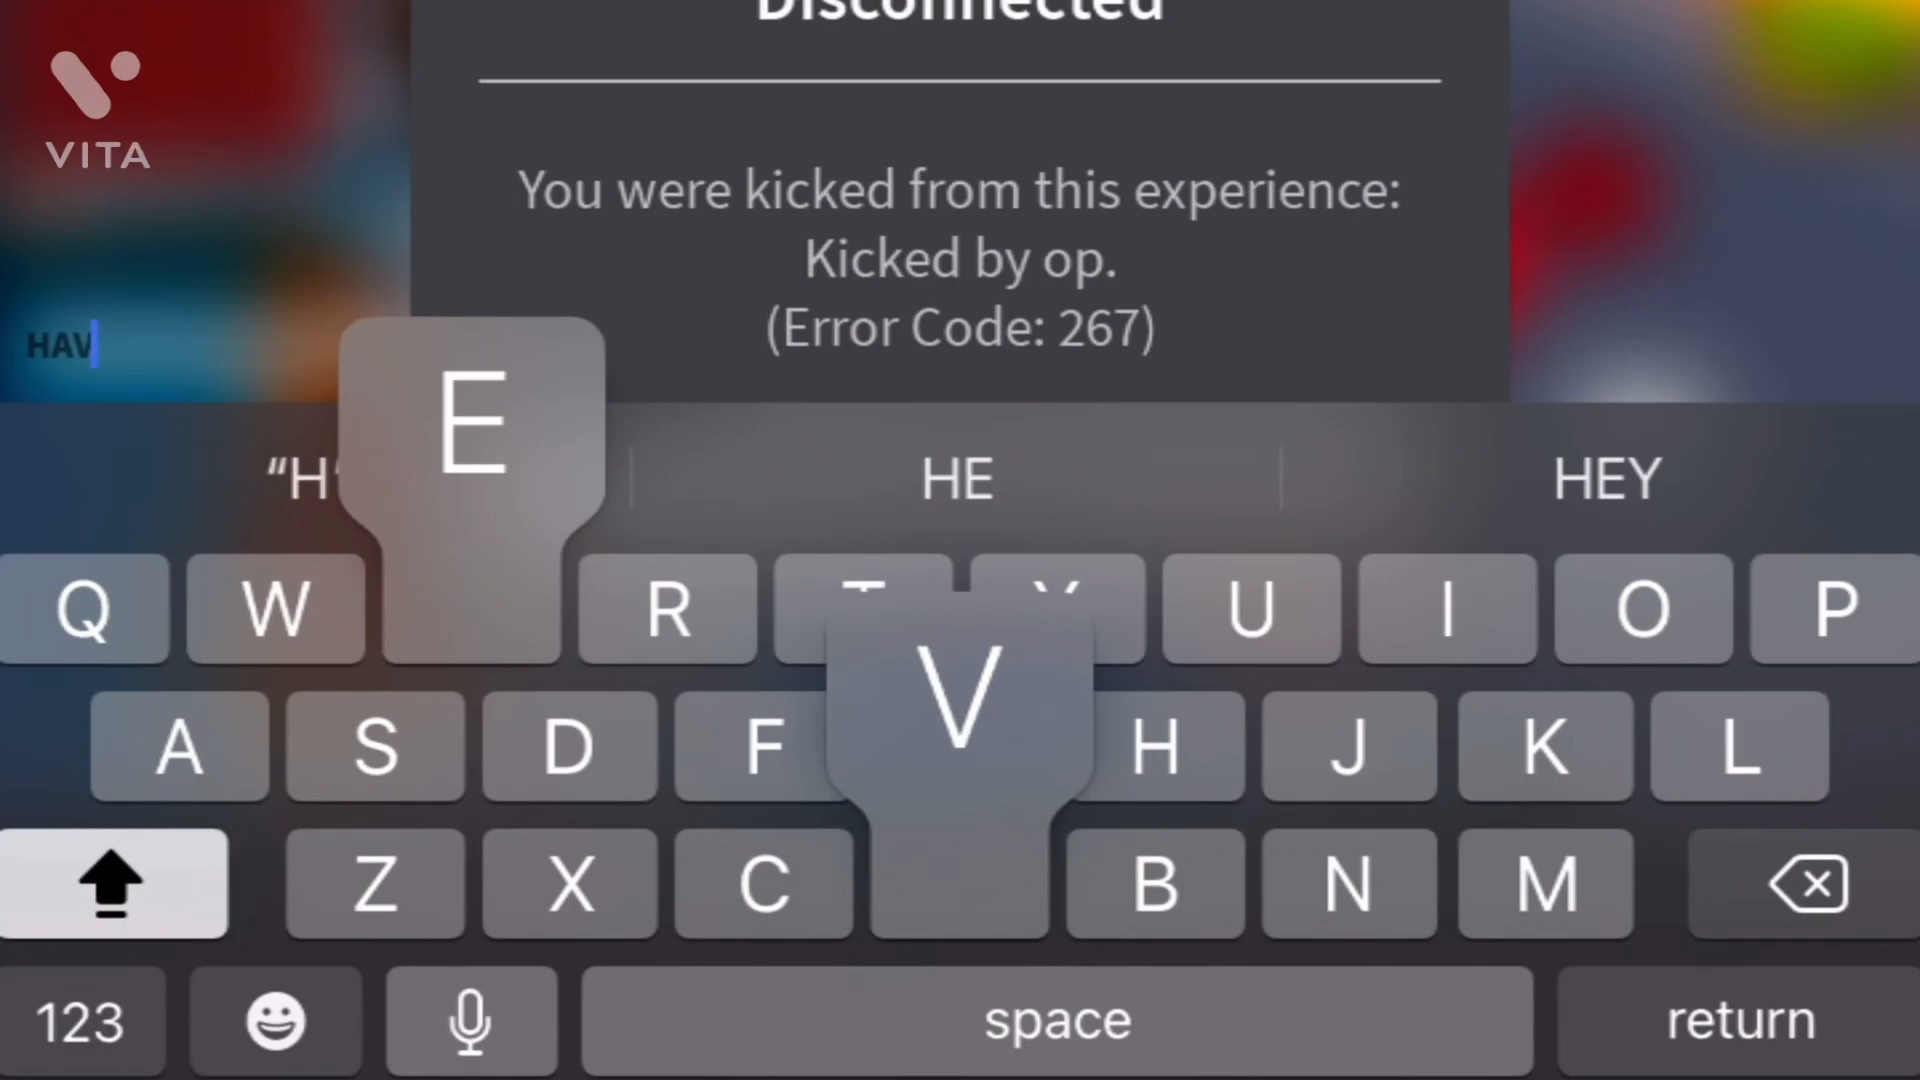 Disconnected
VITA
You were kicked from this experience:
Kicked by op.
(Error Code: 267)
HAV
E
“H
HE
HEY
Q W R T Y U I O P
V
A S D F H J K L
Z X C B N M
123
space
return